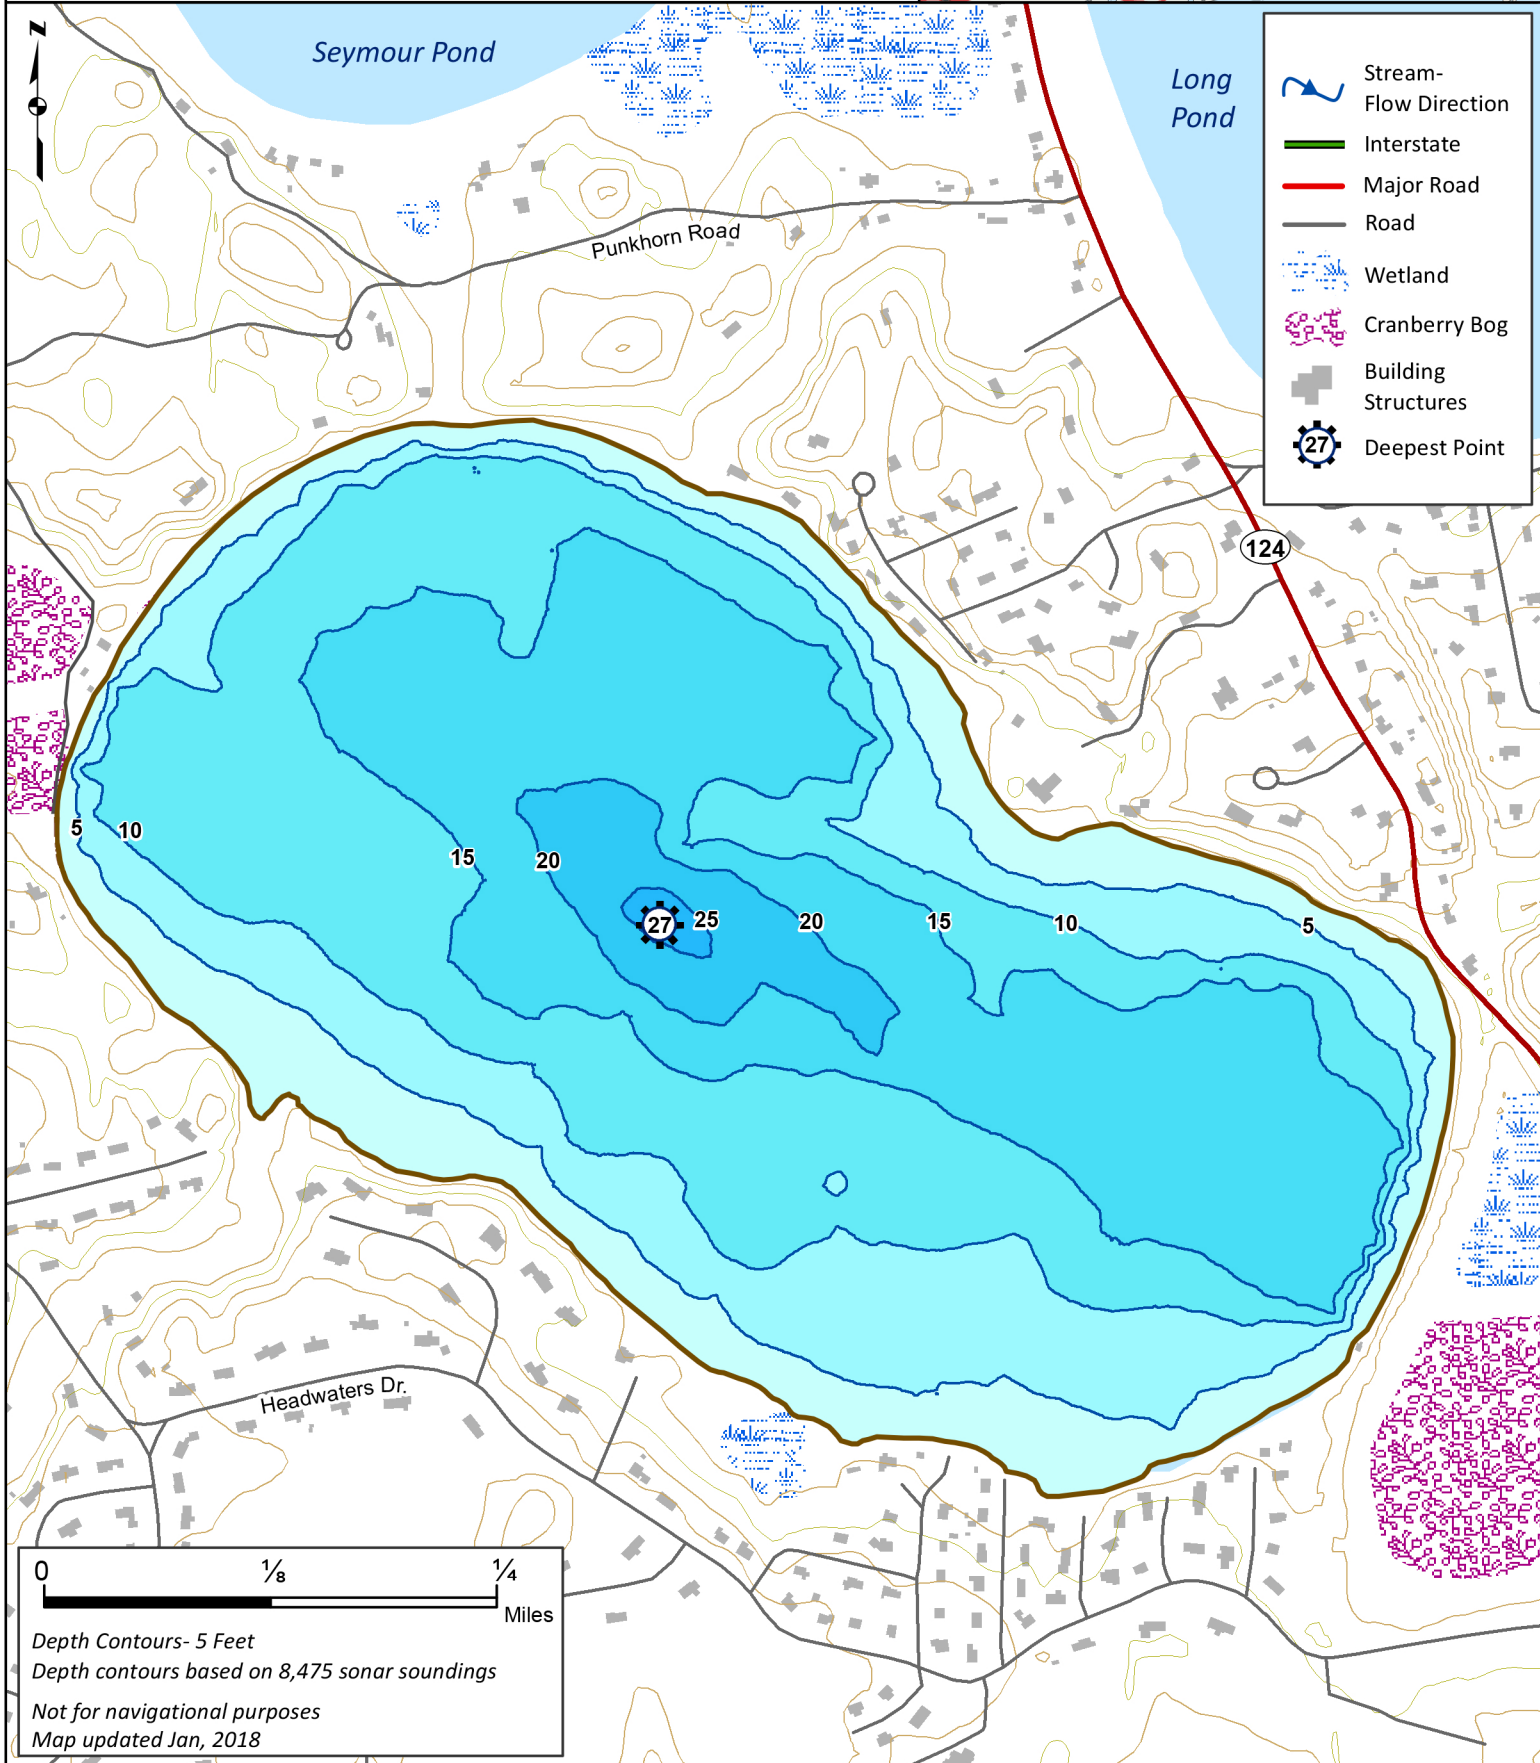 N
Seymour Pond
Long
Pond
Stream-
Flow Direction
Interstate
Major Road
Road
Wetland
Cranberry Bog
Building
Structures
27
Deepest Point
Punkhorn Road
124
5
10
15
20
27
25
20
15
10
5
Headwaters Dr.
0
1/8
1/4
Miles
Depth Contours- 5 Feet
Depth contours based on 8,475 sonar soundings
Not for navigational purposes
Map updated Jan, 2018